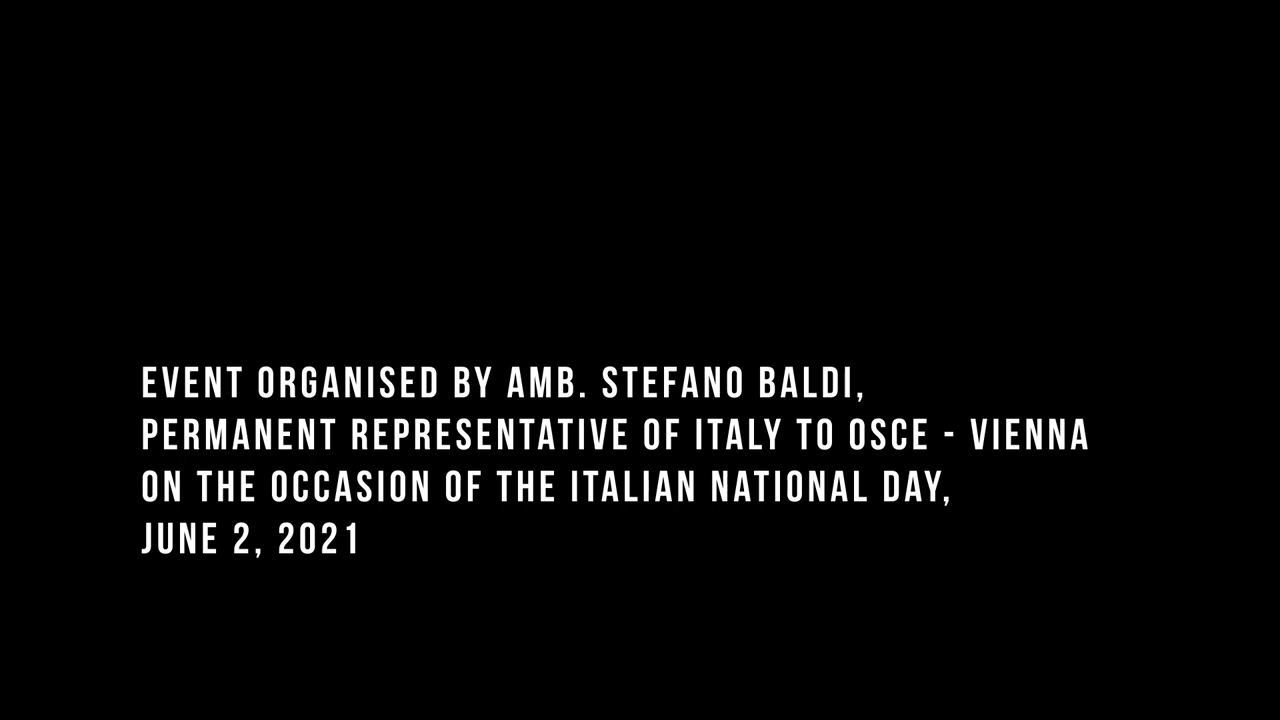 EVENT ORGANISED BY AMB. STEFANO BALDI,
PERMANENT REPRESENTATIVE OF ITALY TO OSCE - VIENNA
ON THE OCCASION OF THE ITALIAN NATIONAL DAY,
JUNE 2, 2021